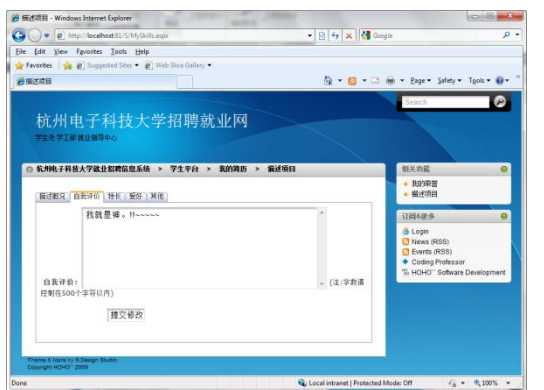 描述项目 - Windows Internet Explorer
http://localhost:81/S/MySkills.aspx
Google
File Edit View Favorites Tools Help
Favorites Suggested Sites Web Slice Gallery
描述项目
Page Safety Tools
Search
杭州电子科技大学招聘就业网
学生处 学工部 就业指导中心
杭州电子科技大学就业招聘信息系统 > 学生平台 > 我的简历 > 描述项目
相关功能
我的荣誉
描述项目
描述概况 自我评价 特长 爱好 其他
我就是神。!!~~~~~
自我评价:
(注:字数请控制在500个字符以内)
提交修改
订阅&更多
Login
News (RSS)
Events (RSS)
Coding Professor
HOHO`` Software Development
Theme & Icons by N.Design Studio
Copyright HOHO`` 2009
Done
Local intranet | Protected Mode: Off
100%